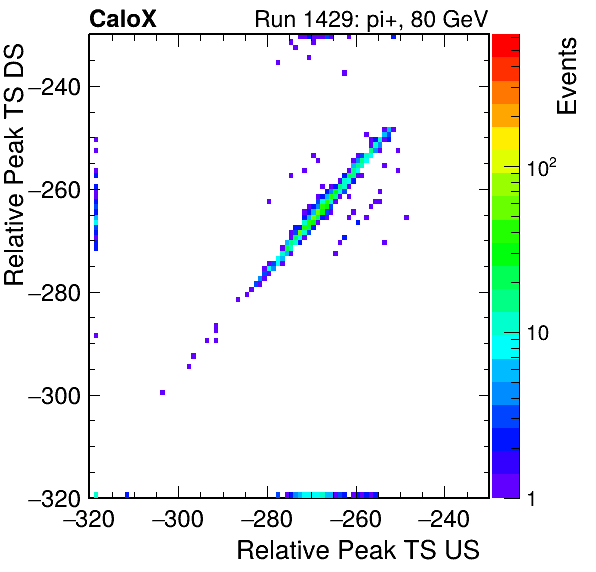 CaloX Run 1429: pi+, 80 GeV
Relative Peak TS DS
−240
−260
−280
−300
−320
−320 −300 −280 −260 −240
Relative Peak TS US
Events
10²
10
1